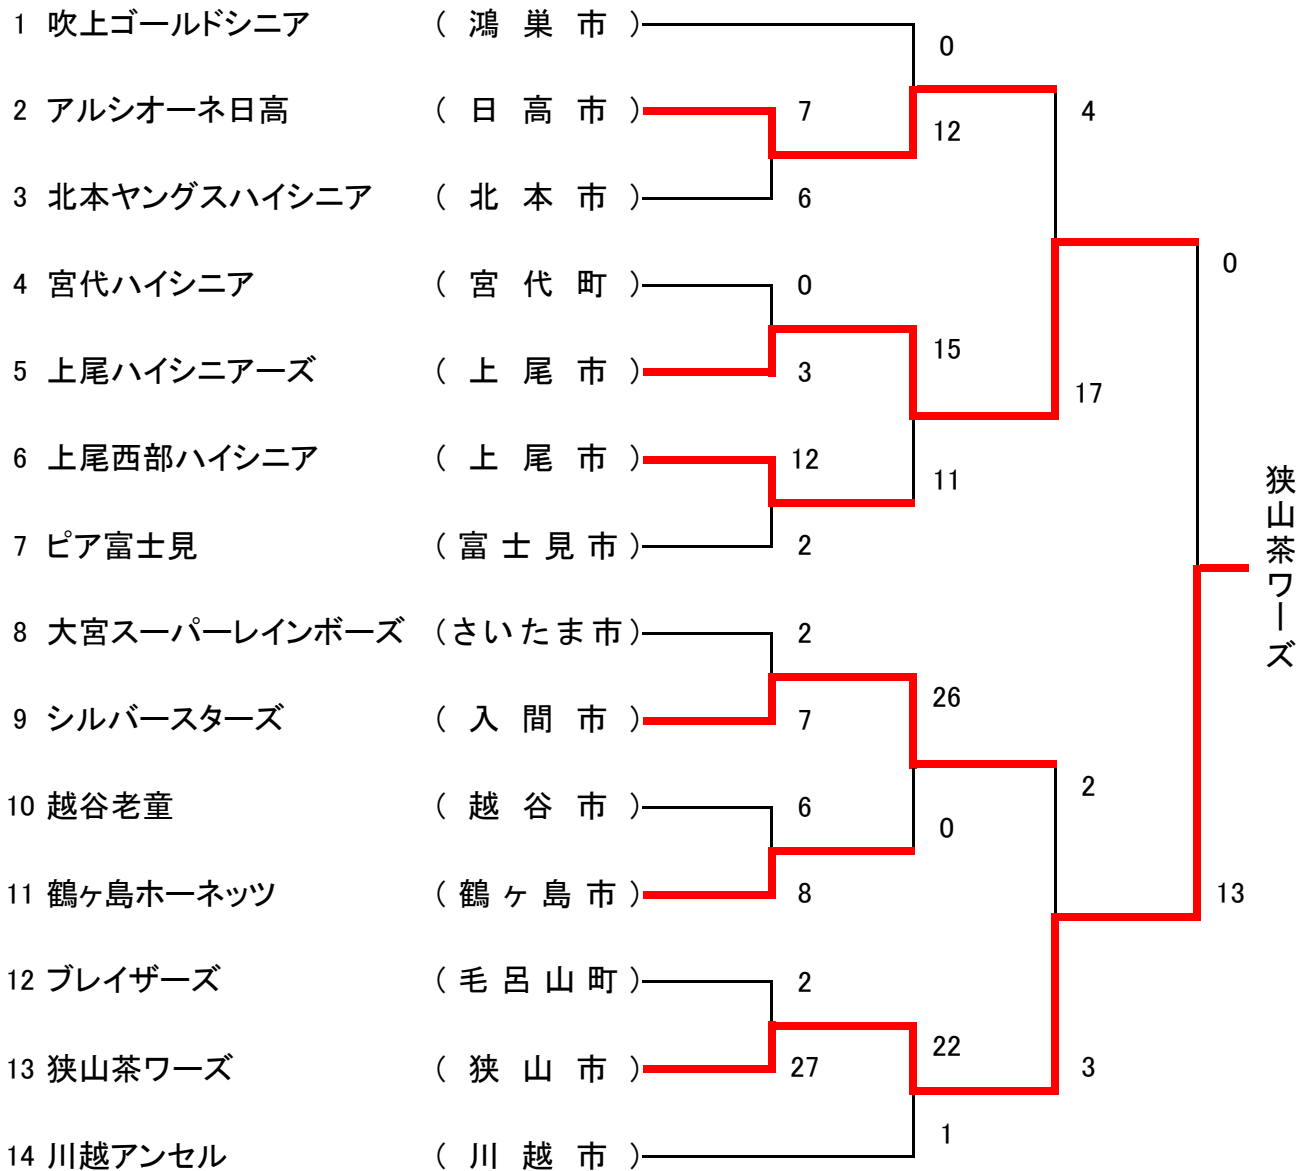 1 吹上ゴールドシニア ( 鴻 巣 市 )
0
2 アルシオーネ日高 ( 日 高 市 ) 7
12
4
3 北本ヤングスハイシニア ( 北 本 市 ) 6
0
4 宮代ハイシニア ( 宮 代 町 ) 0
15
5 上尾ハイシニアーズ ( 上 尾 市 ) 3
17
6 上尾西部ハイシニア ( 上 尾 市 ) 12
11
7 ピア富士見 ( 富 士 見 市 ) 2
狭山茶ワーズ
8 大宮スーパーレインボーズ (さいたま市) 2
26
9 シルバースターズ ( 入 間 市 ) 7
2
10 越谷老童 ( 越 谷 市 ) 6
0
11 鶴ヶ島ホーネッツ ( 鶴 ヶ 島 市 ) 8
13
12 ブレイザーズ ( 毛 呂 山 町 ) 2
22
13 狭山茶ワーズ ( 狭 山 市 ) 27
3
1
14 川越アンセル ( 川 越 市 )